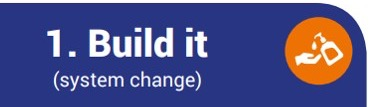 1. Build it
(system change)